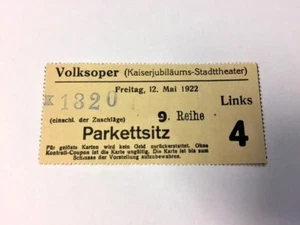 Volksoper (Kaiserjubiläums-Stadttheater)
Freitag, 12. Mai 1922
K 1320
Links
(einschl. der Zuschläge)
9. Reihe
Parkettsitz
4
Für gelöste Karten wird kein Geld zurückerstattet. Ohne
Kontroll-Coupon ist die Karte ungültig. Die Karte ist bis zum
Schlusse der Vorstellung aufzubewahren.